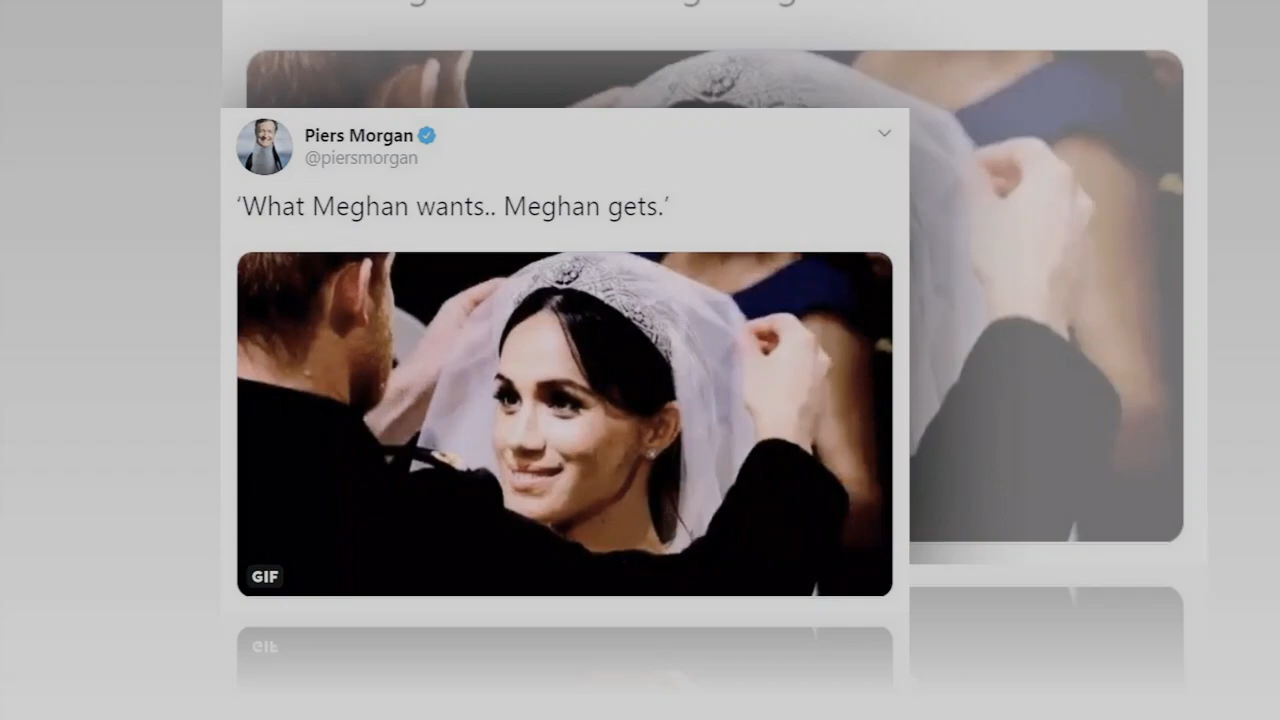 Piers Morgan
@piersmorgan
‘What Meghan wants.. Meghan gets.’
GIF